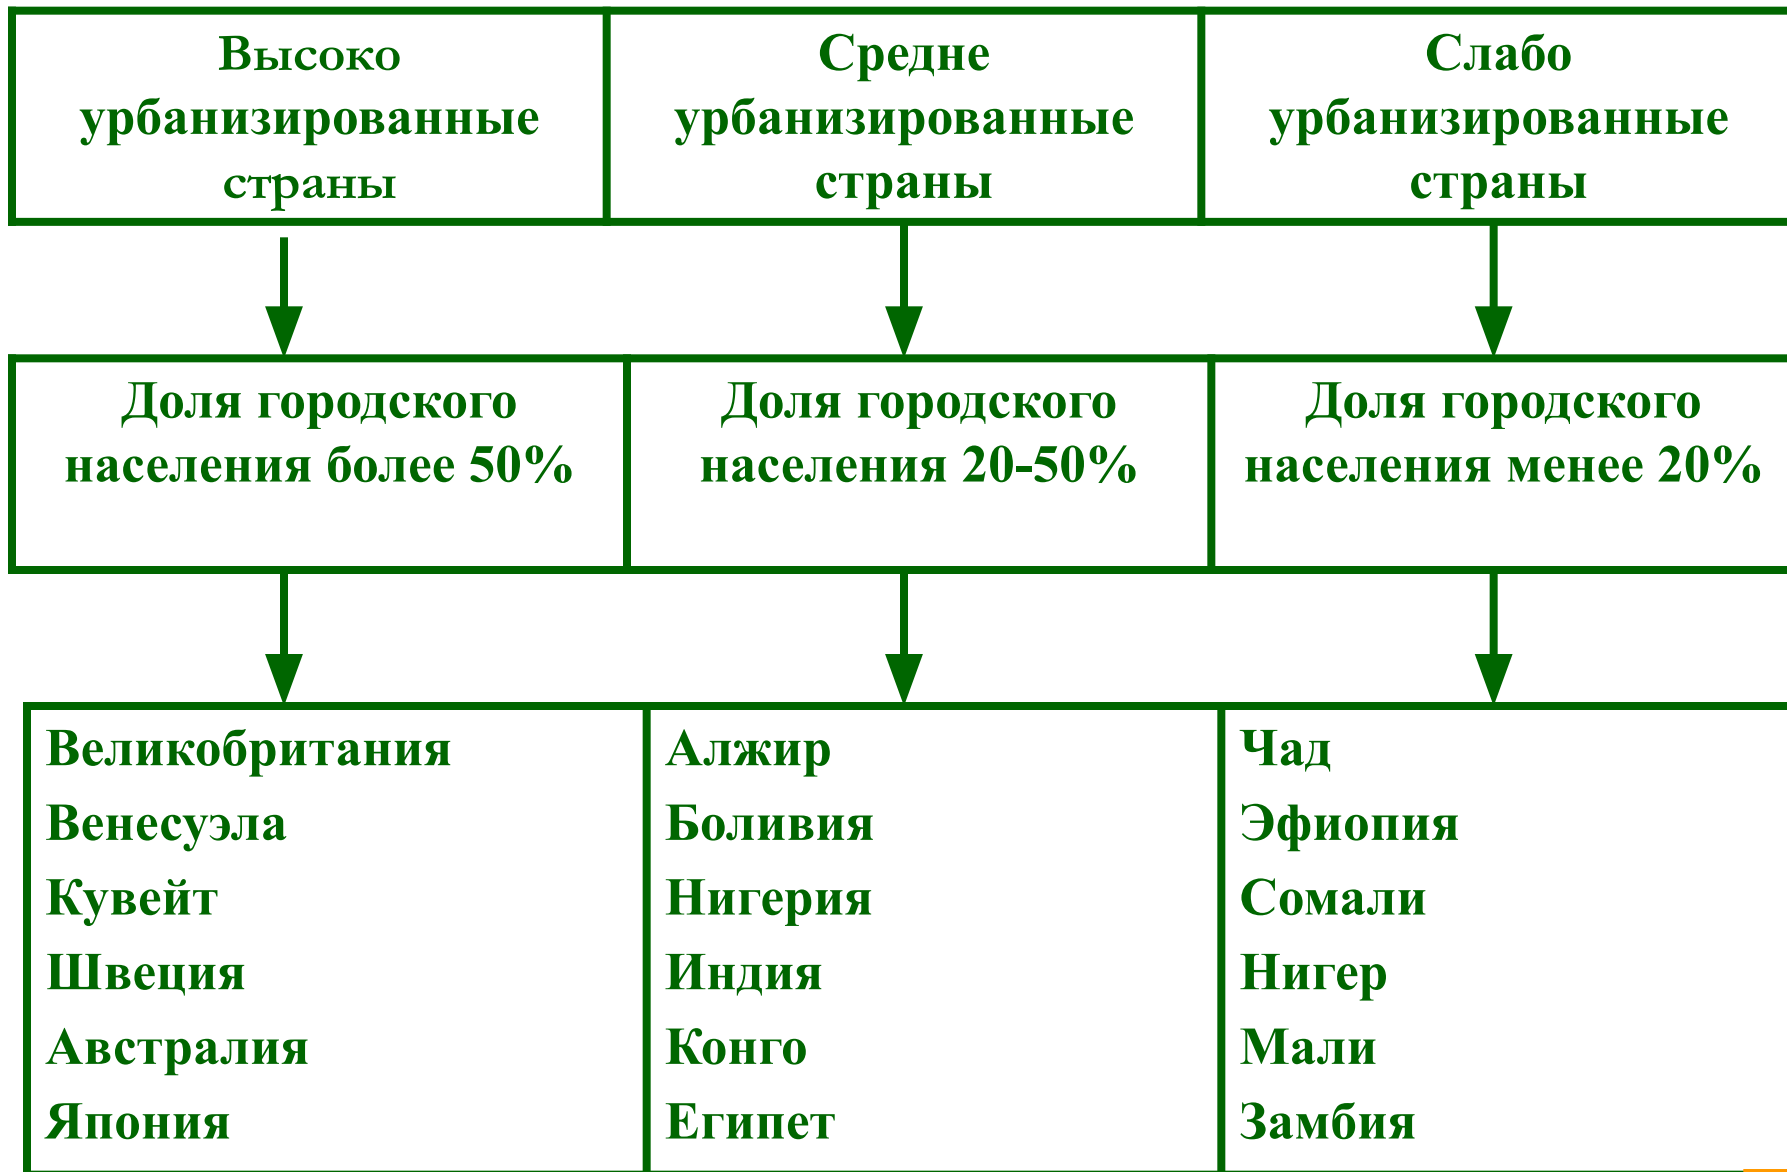 Высоко
урбанизированные
страны
Средне
урбанизированные
страны
Слабо
урбанизированные
страны
Доля городского
населения более 50%
Доля городского
населения 20-50%
Доля городского
населения менее 20%
Великобритания
Венесуэла
Кувейт
Швеция
Австралия
Япония
Алжир
Боливия
Нигерия
Индия
Конго
Египет
Чад
Эфиопия
Сомали
Нигер
Мали
Замбия